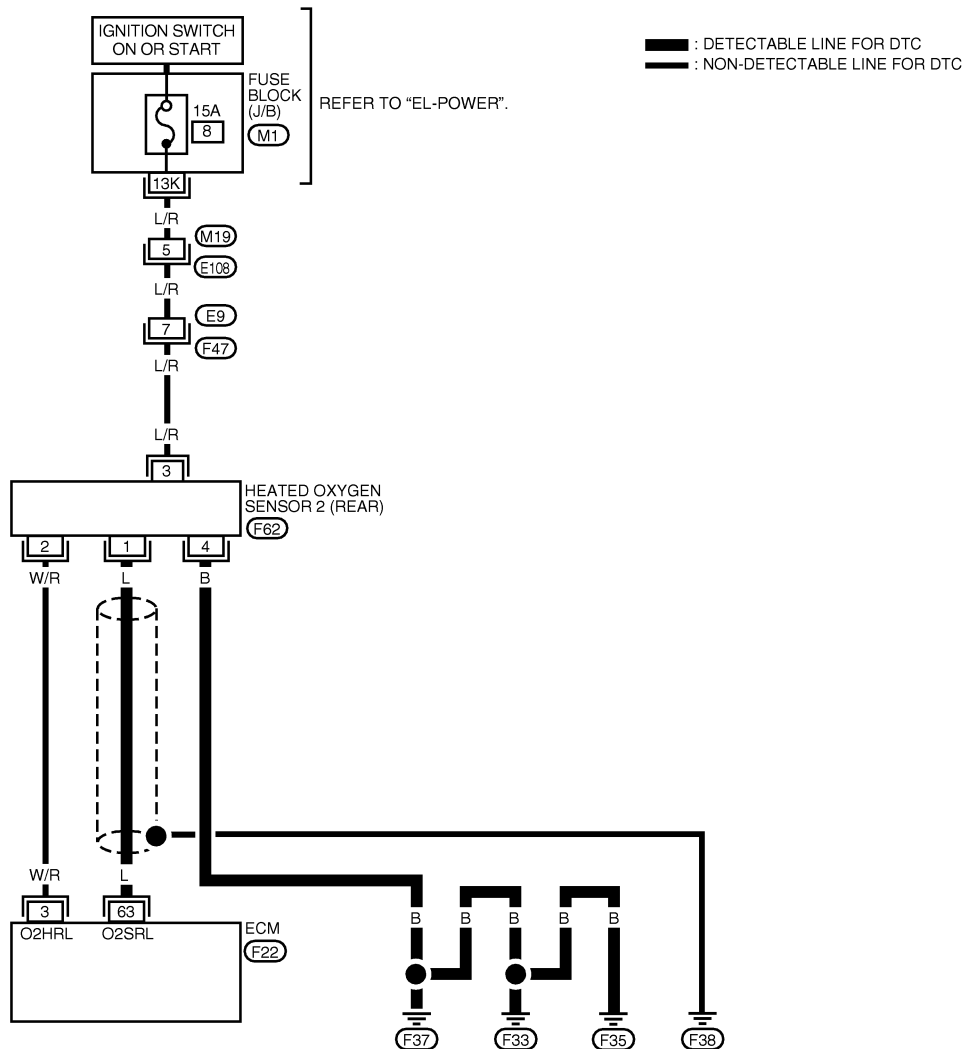 IGNITION SWITCH
ON OR START
: DETECTABLE LINE FOR DTC
: NON-DETECTABLE LINE FOR DTC
FUSE
BLOCK
(J/B)
M1
15A
8
REFER TO “EL-POWER”.
13K
L/R
M19
5
E108
L/R
E9
7
F47
L/R
L/R
3
HEATED OXYGEN
SENSOR 2 (REAR)
F62
2 1 4
W/R L B
W/R L
3 63
O2HRL O2SRL
ECM
F22
B B B B B
F37 F33 F35 F38